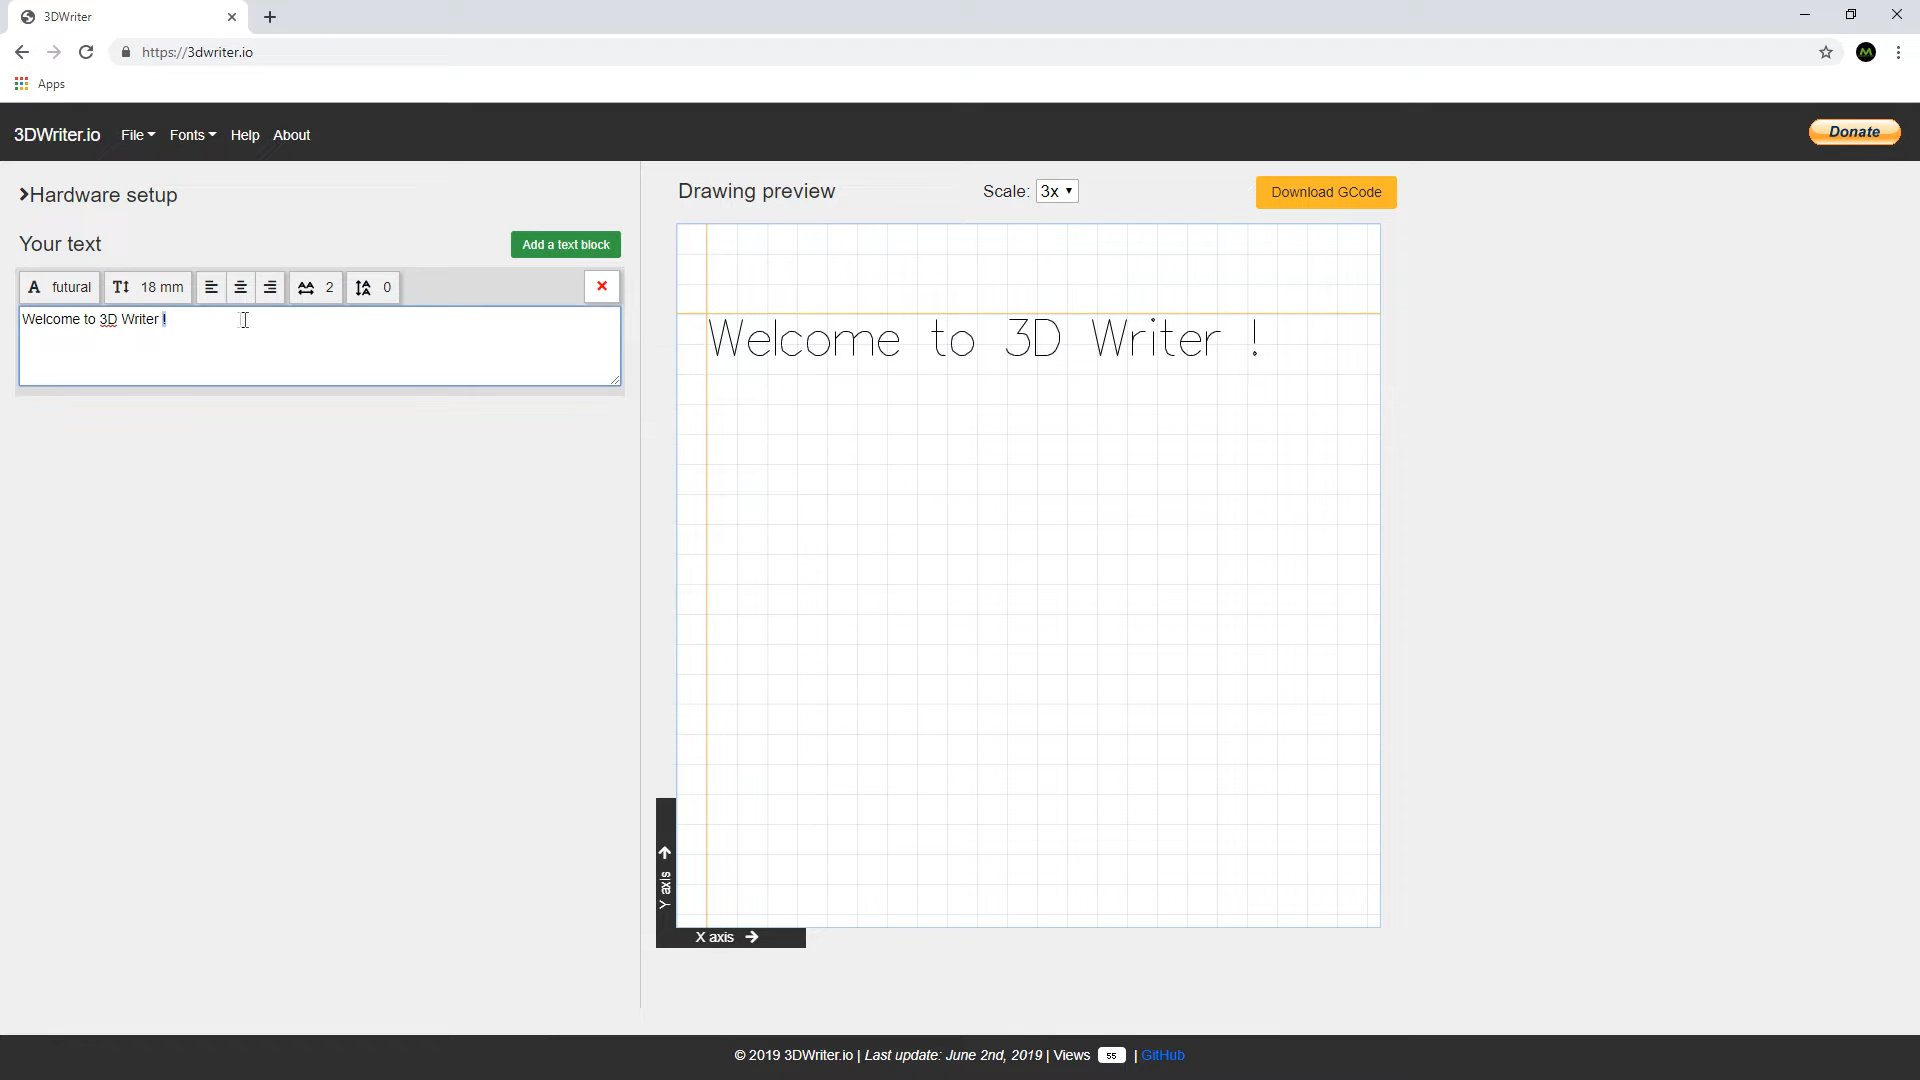 3DWriter
https://3dwriter.io
Apps
3DWriter.io File Fonts Help About
Donate
Hardware setup
Your text
Add a text block
A futural
18 mm
2
0
Welcome to 3D Writer !
Drawing preview
Scale: 3x
Download GCode
Welcome to 3D Writer !
Y axis
X axis
© 2019 3DWriter.io | Last update: June 2nd, 2019 | Views 55 | GitHub